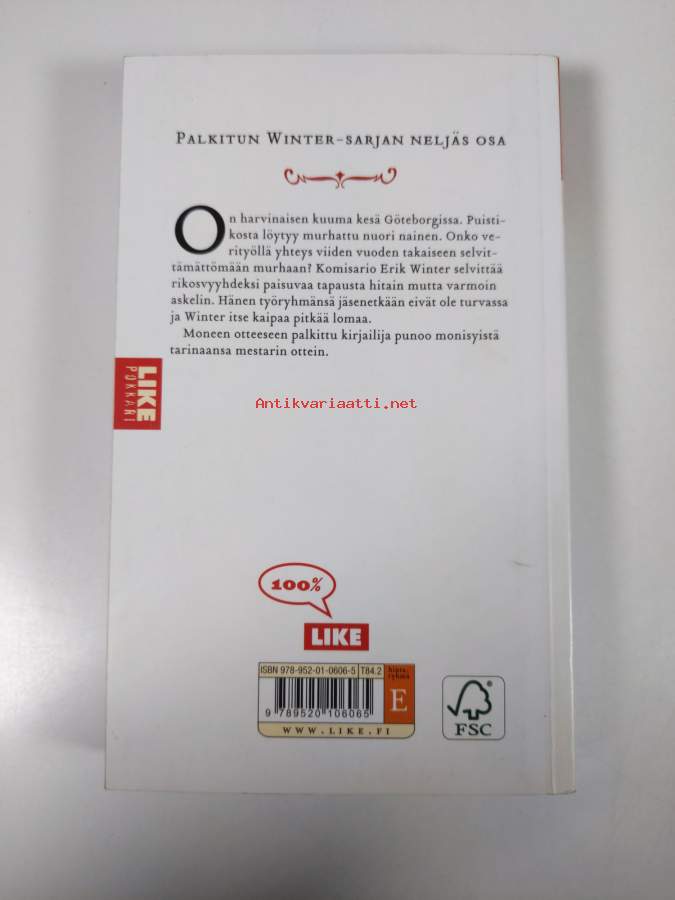 PALKITUN WINTER-SARJAN NELJÄS OSA
On harvinaisen kuuma kesä Göteborgissa. Puisti-
kosta löytyy murhattu nuori nainen. Onko ve-
rityöllä yhteys viiden vuoden takaiseen selvit-
tämättömään murhaan? Komisario Erik Winter selvittää
rikosvyyhdeksi paisuvaa tapausta hitain mutta varmoin
askelin. Hänen työryhmänsä jäsenetkään eivät ole turvassa
ja Winter itse kaipaa pitkää lomaa.
Moneen otteeseen palkittu kirjailija punoo monisyistä
tarinaansa mestarin ottein.
LIKE
POKKARI
Antikvariaatti.net
100%
LIKE
ISBN 978-952-01-0606-5 T84.2
hinta-
ryhmä
E
9 789520 106065
WWW.LIKE.FI
FSC